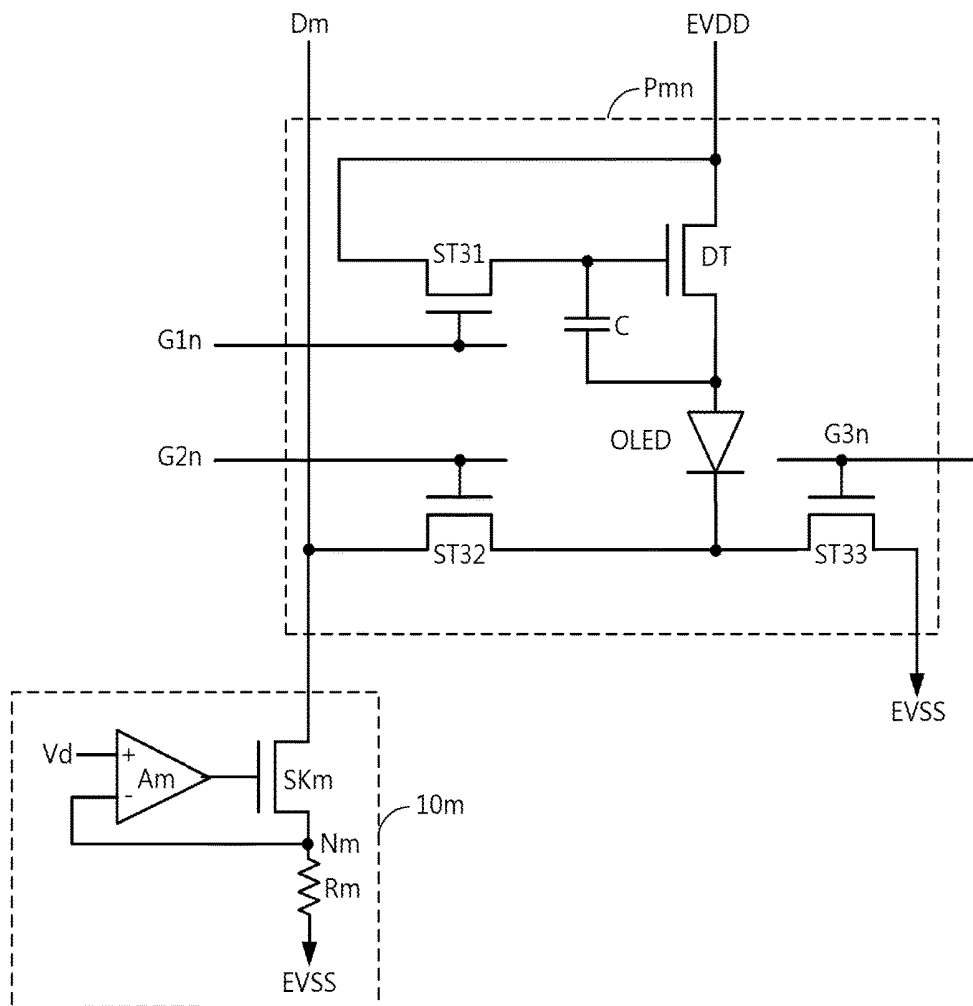 Dm
EVDD
Pmn
ST31
DT
G1n
C
G2n
OLED
G3n
ST32
ST33
EVSS
Vd
+
Am
-
SKm
10m
Nm
Rm
EVSS